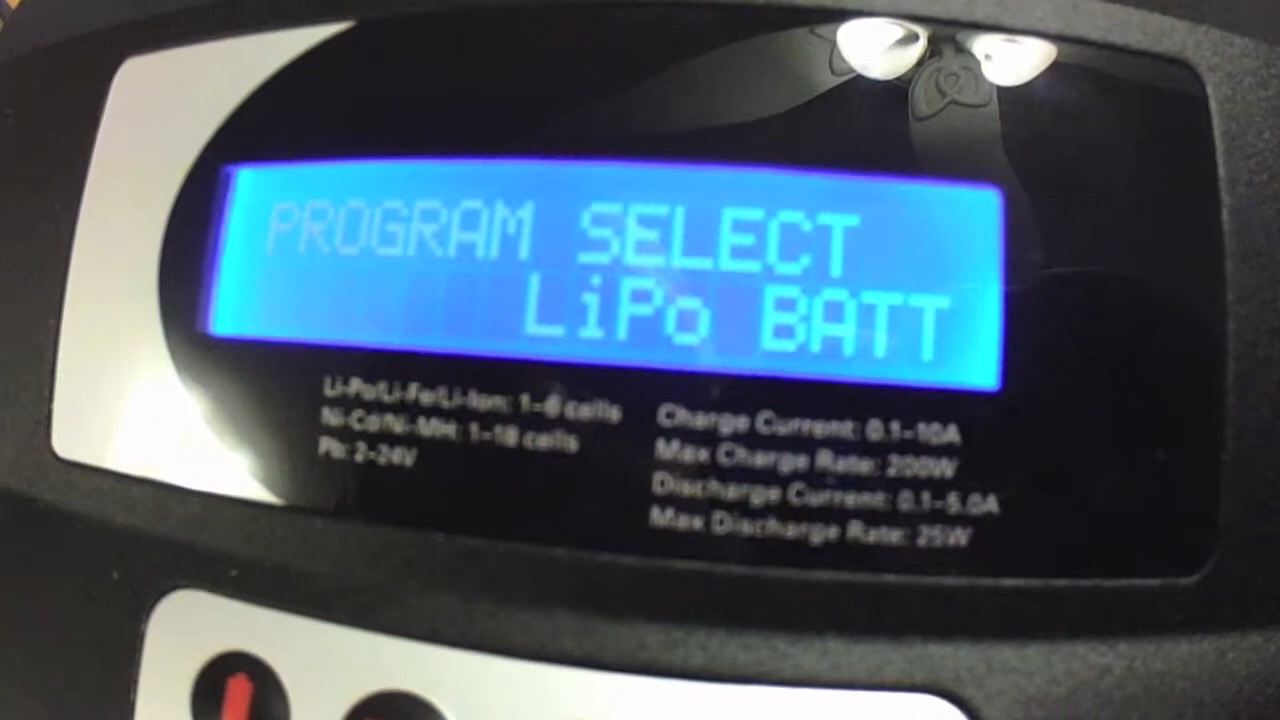 PROGRAM SELECT
LiPo BATT
Li-Po/Li-Fe/Li-Ion: 1-6 cells
Ni-Cd/Ni-MH: 1-18 cells
Pb: 2-24V
Charge Current: 0.1-10A
Max Charge Rate: 200W
Discharge Current: 0.1-5.0A
Max Discharge Rate: 25W